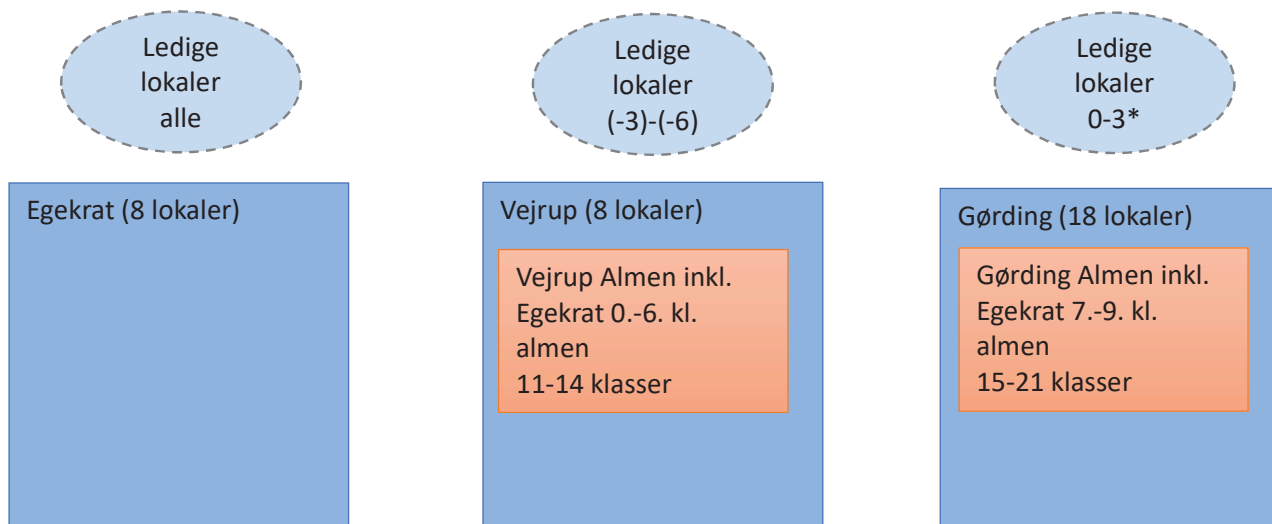 Ledige
lokaler
alle
Ledige
lokaler
(-3)-(-6)
Ledige
lokaler
0-3*
Egekrat (8 lokaler)
Vejrup (8 lokaler)
Vejrup Almen inkl.
Egekrat 0.-6. kl.
almen
11-14 klasser
Gørding (18 lokaler)
Gørding Almen inkl.
Egekrat 7.-9. kl.
almen
15-21 klasser